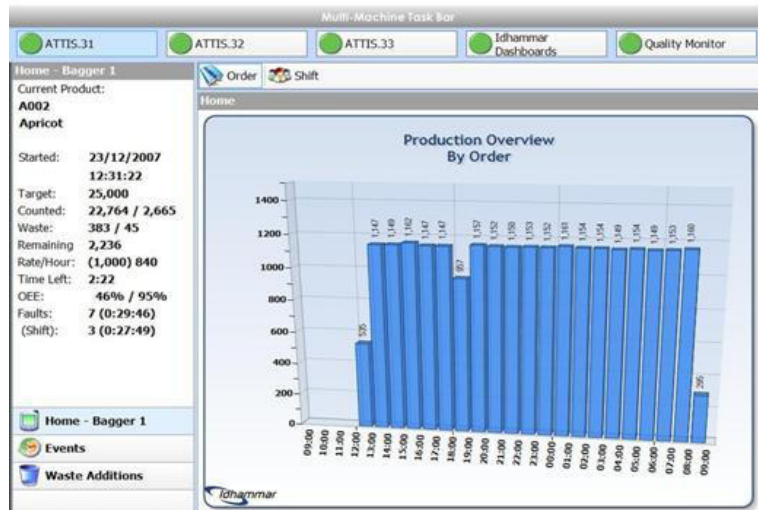 Multi-Machine Task Bar
ATTIS.31
ATTIS.32
ATTIS.33
Idhammar
Dashboards
Quality Monitor
Home - Bagger 1
Current Product:
A002
Apricot
Started: 23/12/2007
12:31:22
Target: 25,000
Counted: 22,764 / 2,665
Waste: 383 / 45
Remaining 2,236
Rate/Hour: (1,000) 840
Time Left: 2:22
OEE: 46% / 95%
Faults: 7 (0:29:46)
(Shift): 3 (0:27:49)
Home - Bagger 1
Events
Waste Additions
Order
Shift
Home
Production Overview
By Order
1400
1200
1000
800
600
400
200
0
535
1,147
1,149
1,162
1,147
1,147
957
1,157
1,152
1,150
1,153
1,152
1,161
1,154
1,154
1,149
1,154
1,149
1,153
1,160
295
09:00
10:00
11:00
12:00
13:00
14:00
15:00
16:00
17:00
18:00
19:00
20:00
21:00
22:00
23:00
00:00
01:00
02:00
03:00
04:00
05:00
06:00
07:00
08:00
09:00
idhammar